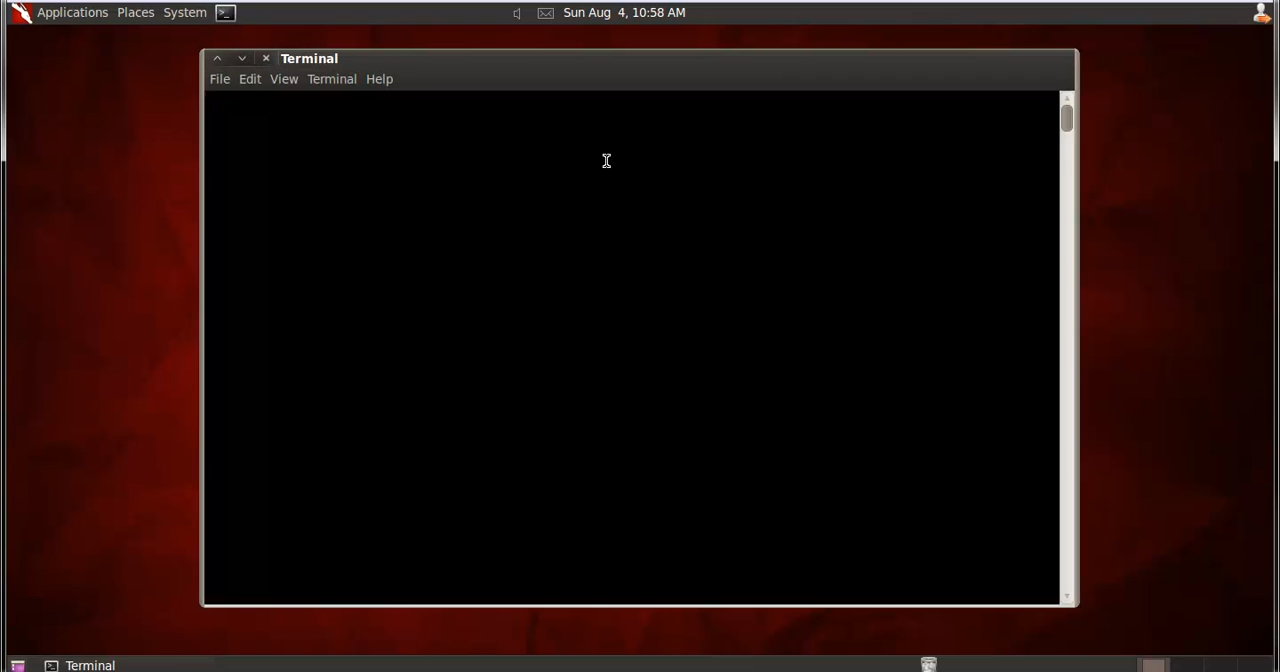 Applications Places System Sun Aug 4, 10:58 AM
Terminal
File Edit View Terminal Help
Terminal